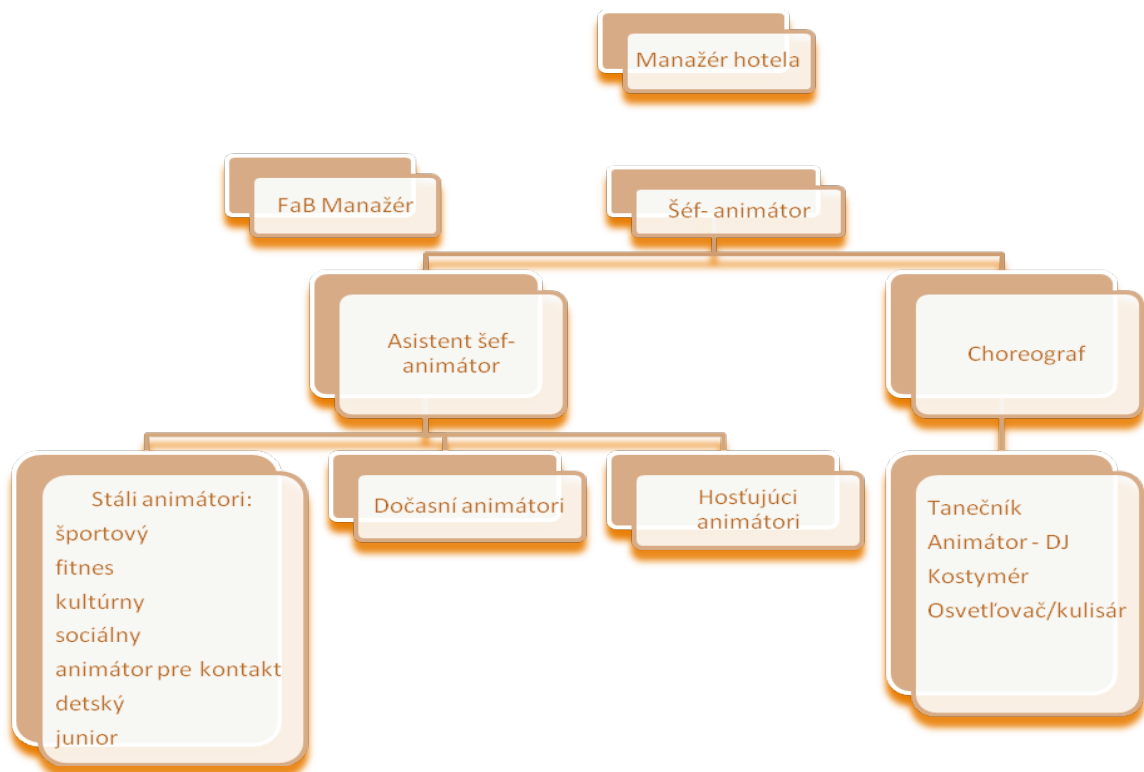 Manažér hotela
FaB Manažér
Šéf- animátor
Asistent šef-
animátor
Choreograf
Stáli animátori:
športový
fitnes
kultúrny
sociálny
animátor pre kontakt
detský
junior
Dočasní animátori
Hosťujúci
animátori
Tanečník
Animátor - DJ
Kostymér
Osvetľovač/kulisár